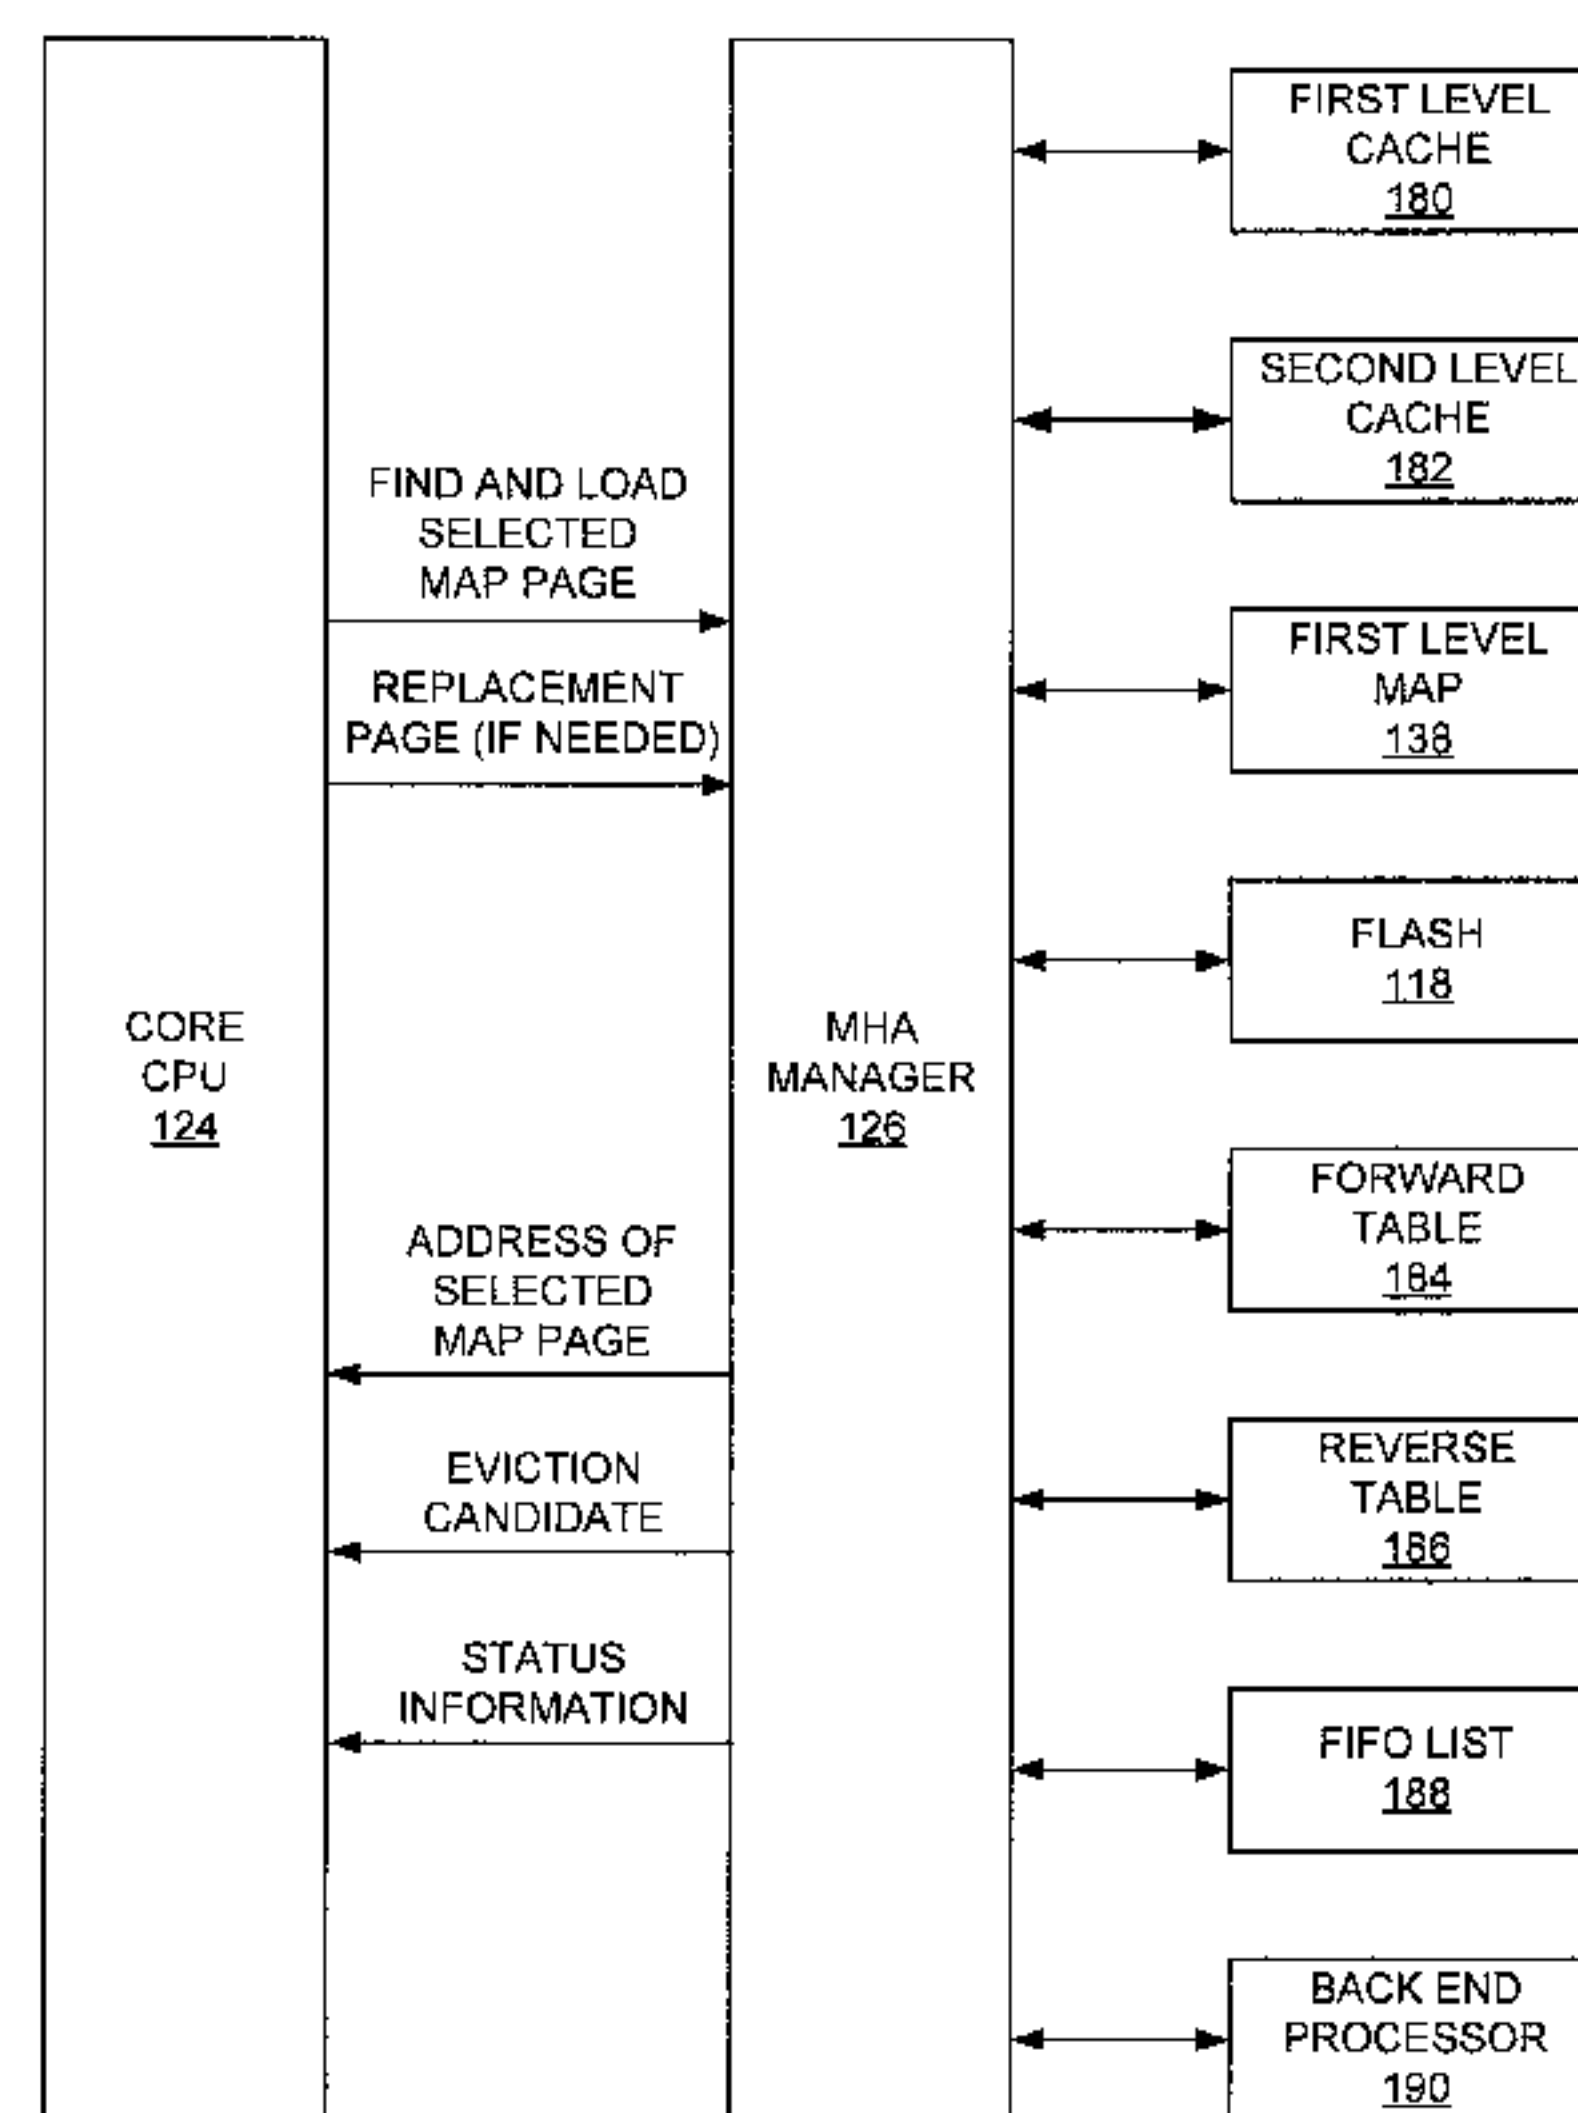 FIRST LEVEL
CACHE
180
SECOND LEVEL
CACHE
182
FIND AND LOAD
SELECTED
MAP PAGE
REPLACEMENT
PAGE (IF NEEDED)
FIRST LEVEL
MAP
138
FLASH
118
CORE
CPU
124
MHA
MANAGER
126
FORWARD
TABLE
184
ADDRESS OF
SELECTED
MAP PAGE
EVICTION
CANDIDATE
REVERSE
TABLE
186
STATUS
INFORMATION
FIFO LIST
188
BACK END
PROCESSOR
190